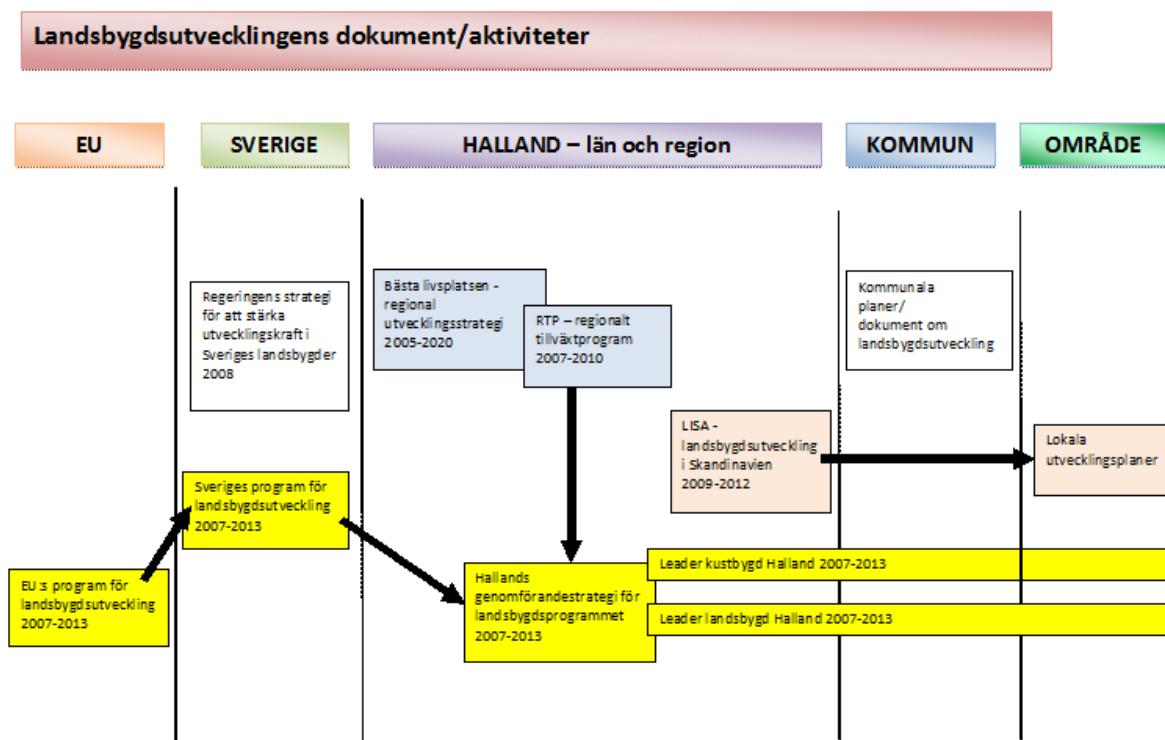 Landsbygdsutvecklingens dokument/aktiviteter
EU
SVERIGE
HALLAND – län och region
KOMMUN
OMRÅDE
Regeringens strategi
för att stärka
utvecklingskraft i
Sveriges landsbygder
2008
Bästa livsplatsen -
regional
utvecklingsstrategi
2005-2020
RTP – regionalt
tillväxtprogram
2007-2010
Kommunala
planer/
dokument om
landsbygdsutveckling
LISA -
landsbygdsutveckling
i Skandinavien
2009-2012
Lokala
utvecklingsplaner
Sveriges program för
landsbygdsutveckling
2007-2013
EU:s program för
landsbygdsutveckling
2007-2013
Hallands
genomförandestrategi för
landsbygdsprogrammet
2007-2013
Leader kustbygd Halland 2007-2013
Leader landsbygd Halland 2007-2013